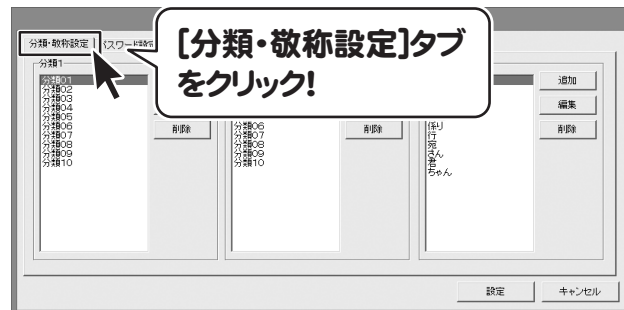 分類・敬称設定
パスワード設定
[分類・敬称設定]タブ
をクリック!
分類1
分類01
分類02
分類03
分類04
分類05
分類06
分類07
分類08
分類09
分類10
削除
分類06
分類07
分類08
分類09
分類10
削除
係り
行
宛
さん
君
ちゃん
追加
編集
削除
設定
キャンセル